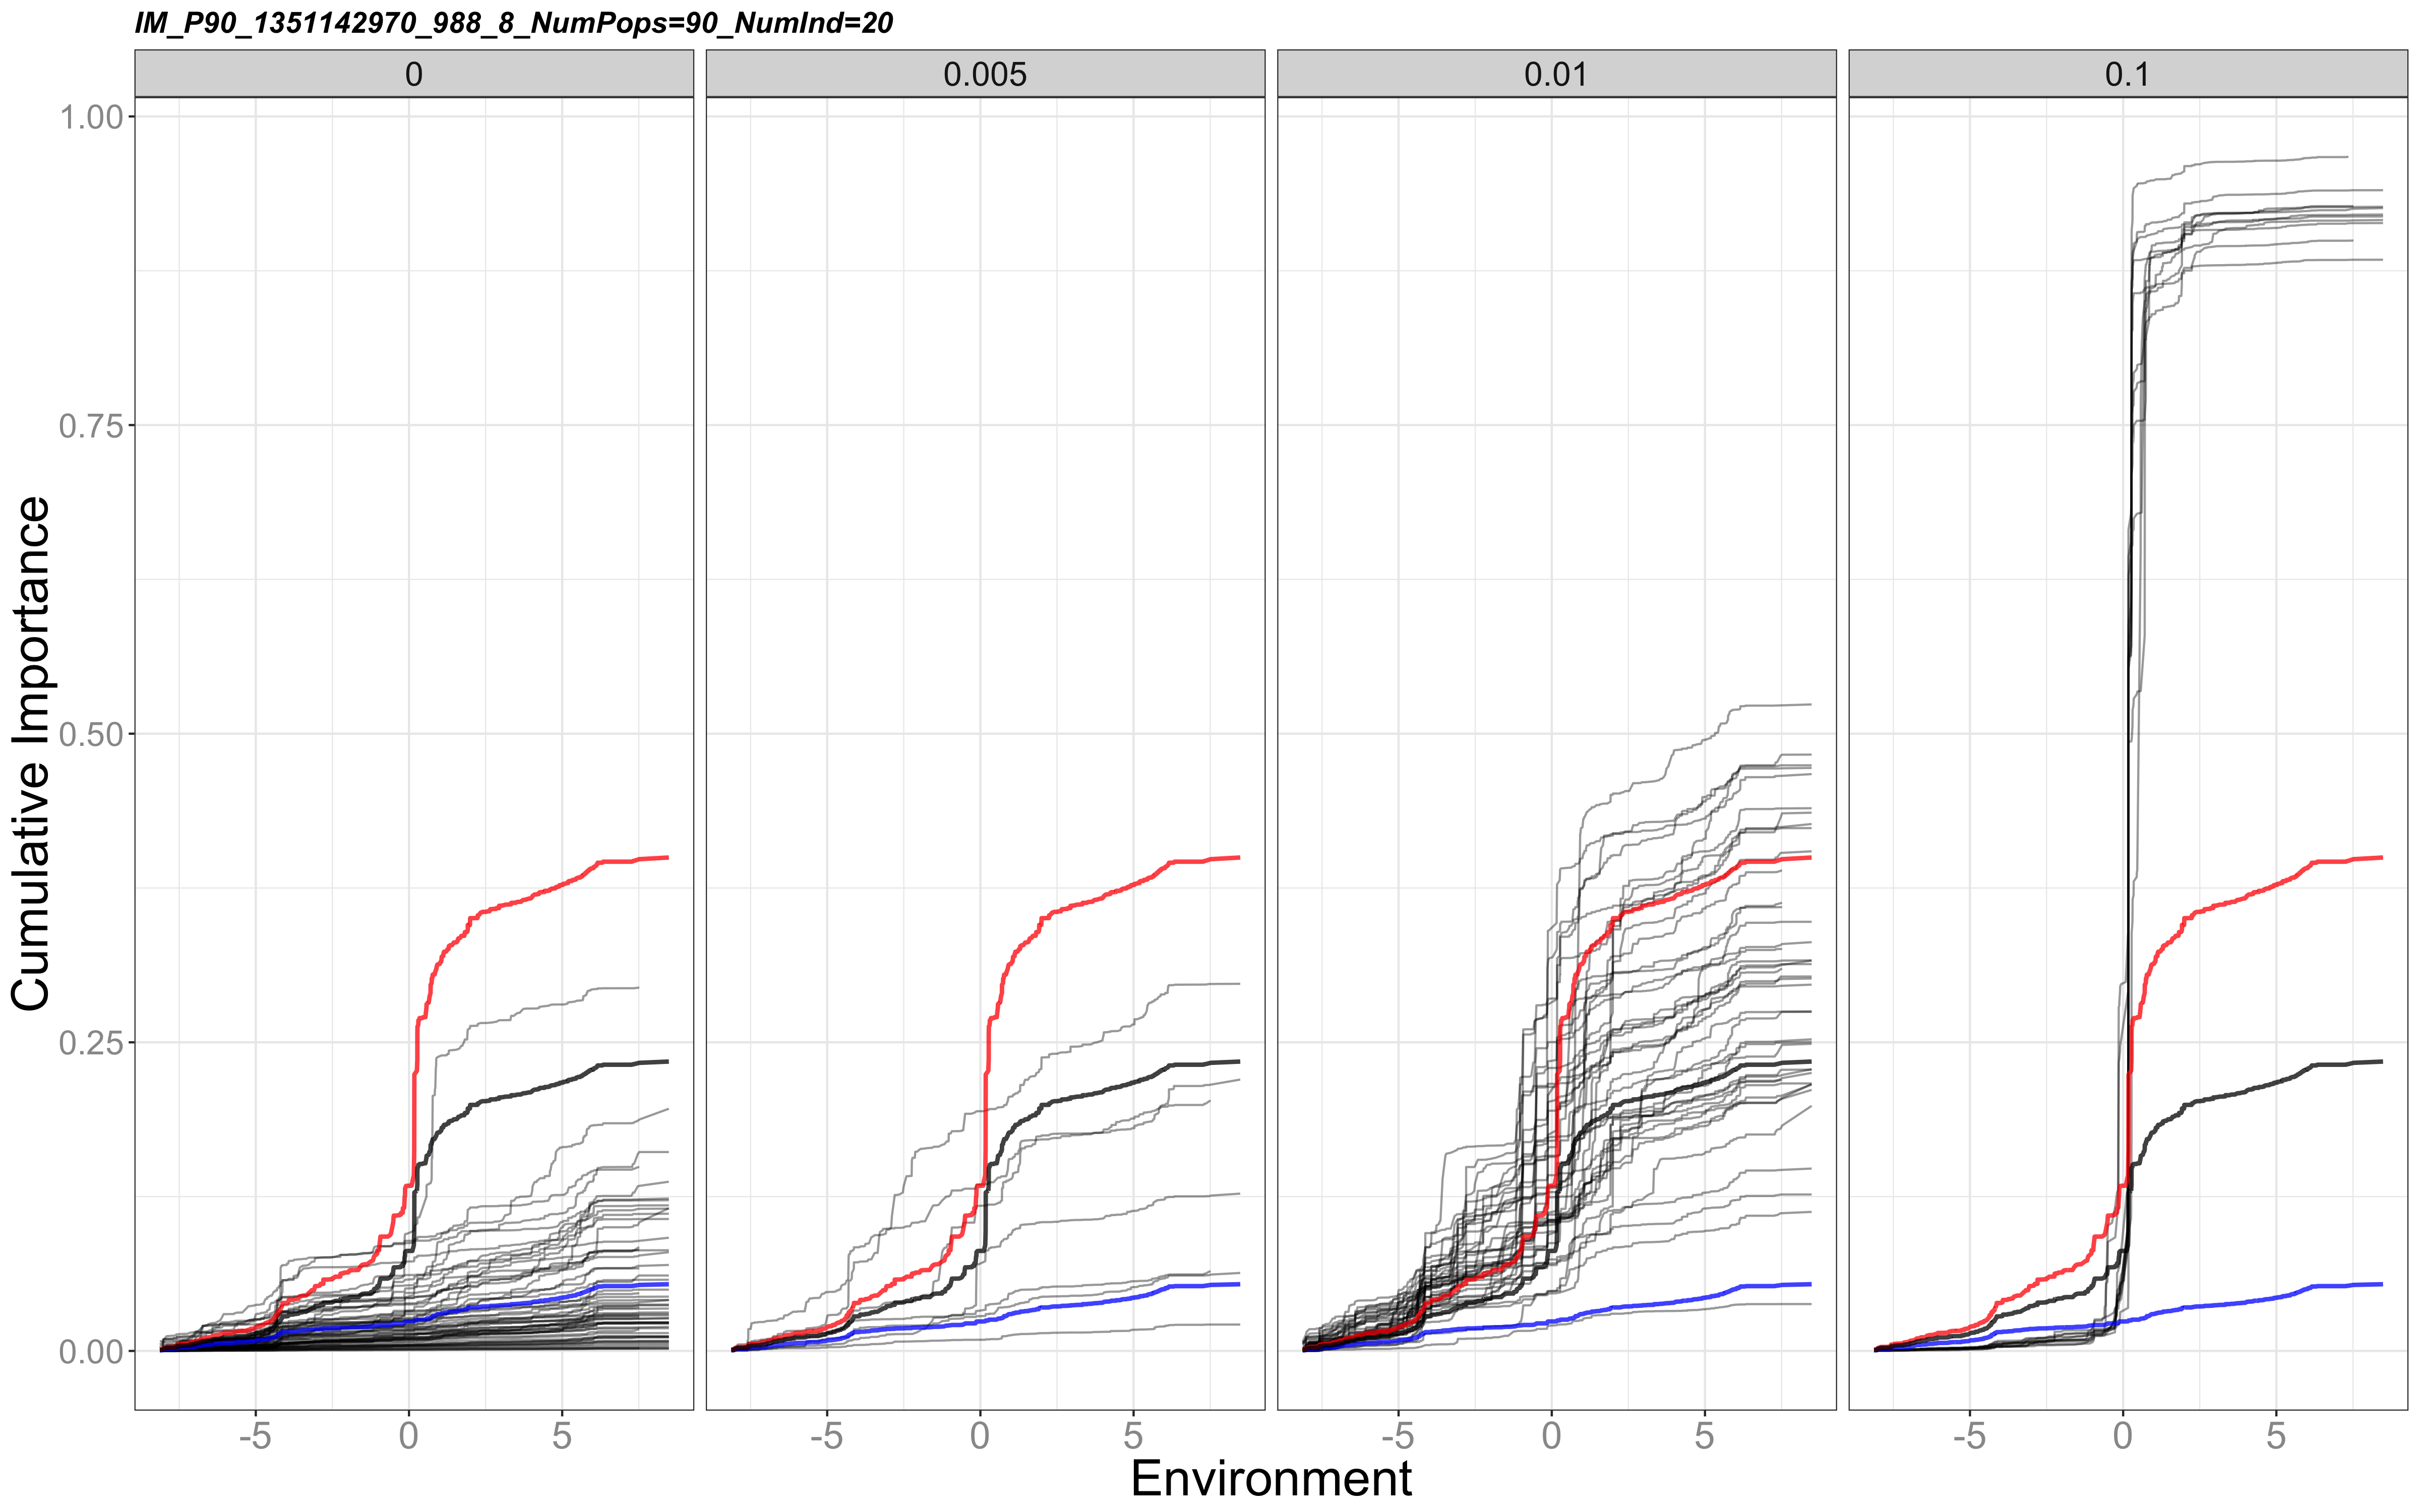 IM_P90_1351142970_988_8_NumPops=90_NumInd=20
0 0.005 0.01 0.1
Cumulative Importance
1.00
0.75
0.50
0.25
0.00
-5 0 5 -5 0 5 -5 0 5 -5 0 5
Environment